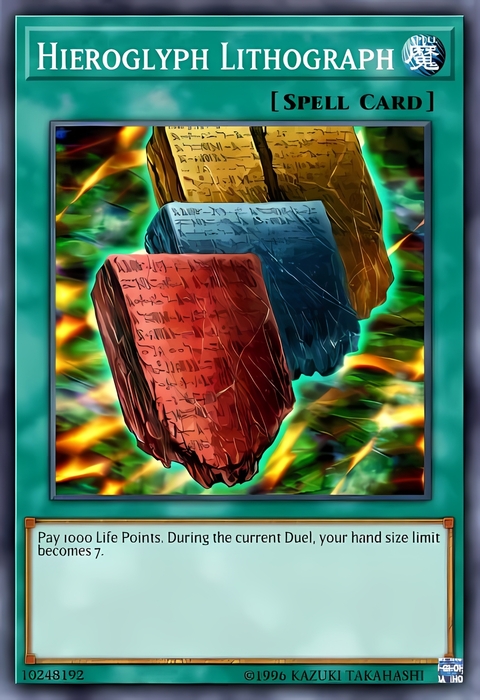 HIEROGLYPH LITHOGRAPH 魔
[SPELL CARD]
Pay 1000 Life Points. During the current Duel, your hand size limit
becomes 7.
10248192
©1996 KAZUKI TAKAHASHI